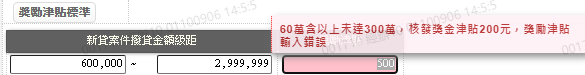 獎勵津貼標準
60萬含以上未達300萬，核發獎金津貼200元，獎勵津貼
輸入錯誤
新貸案件撥貸金額級距
600,000 ~ 2,999,999 300